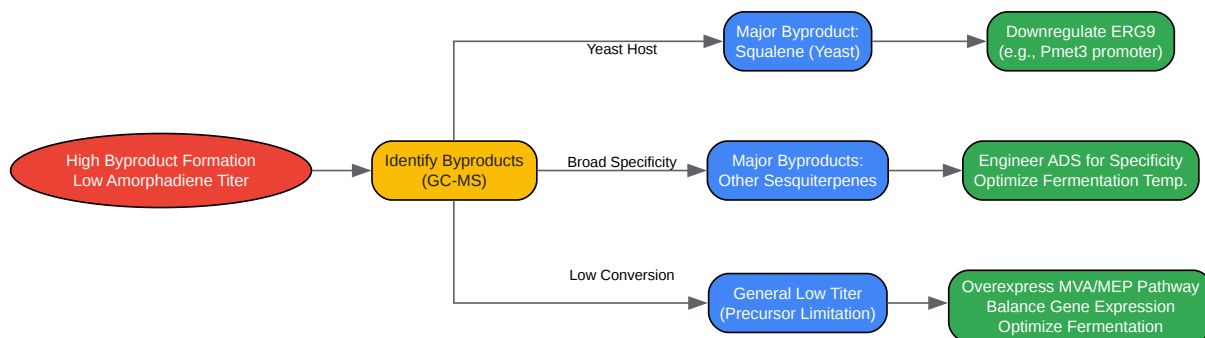 High Byproduct Formation
Low Amorphadiene Titer
Identify Byproducts
(GC-MS)
Yeast Host
Major Byproduct:
Squalene (Yeast)
Downregulate ERG9
(e.g., Pmet3 promoter)
Broad Specificity
Major Byproducts:
Other Sesquiterpenes
Engineer ADS for Specificity
Optimize Fermentation Temp.
Low Conversion
General Low Titer
(Precursor Limitation)
Overexpress MVA/MEP Pathway
Balance Gene Expression
Optimize Fermentation